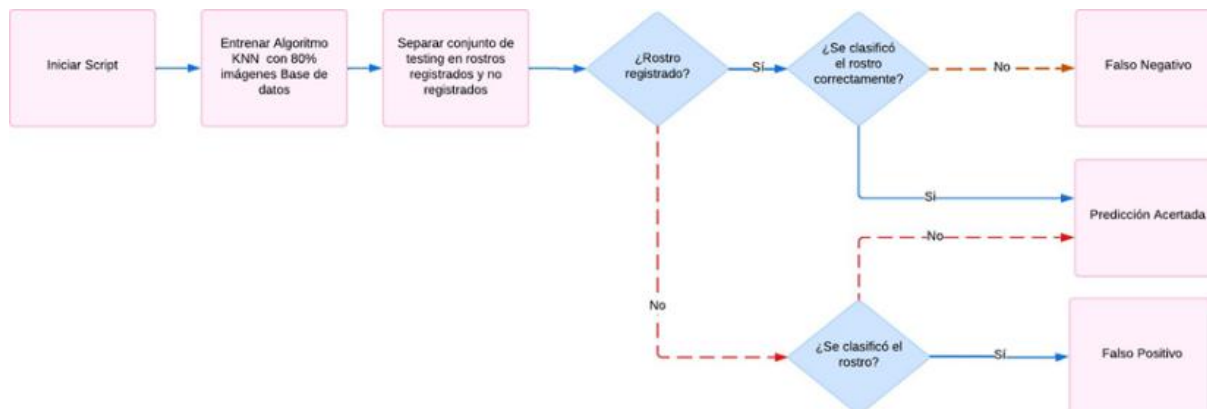 Iniciar Script
Entrenar Algoritmo
KNN con 80%
imágenes Base de
datos
Separar conjunto de
testing en rostros
registrados y no
registrados
¿Rostro
registrado?
Sí
¿Se clasificó
el rostro
correctamente?
No
Falso Negativo
Sí
Predicción Acertada
No
No
¿Se clasificó el
rostro?
Sí
Falso Positivo